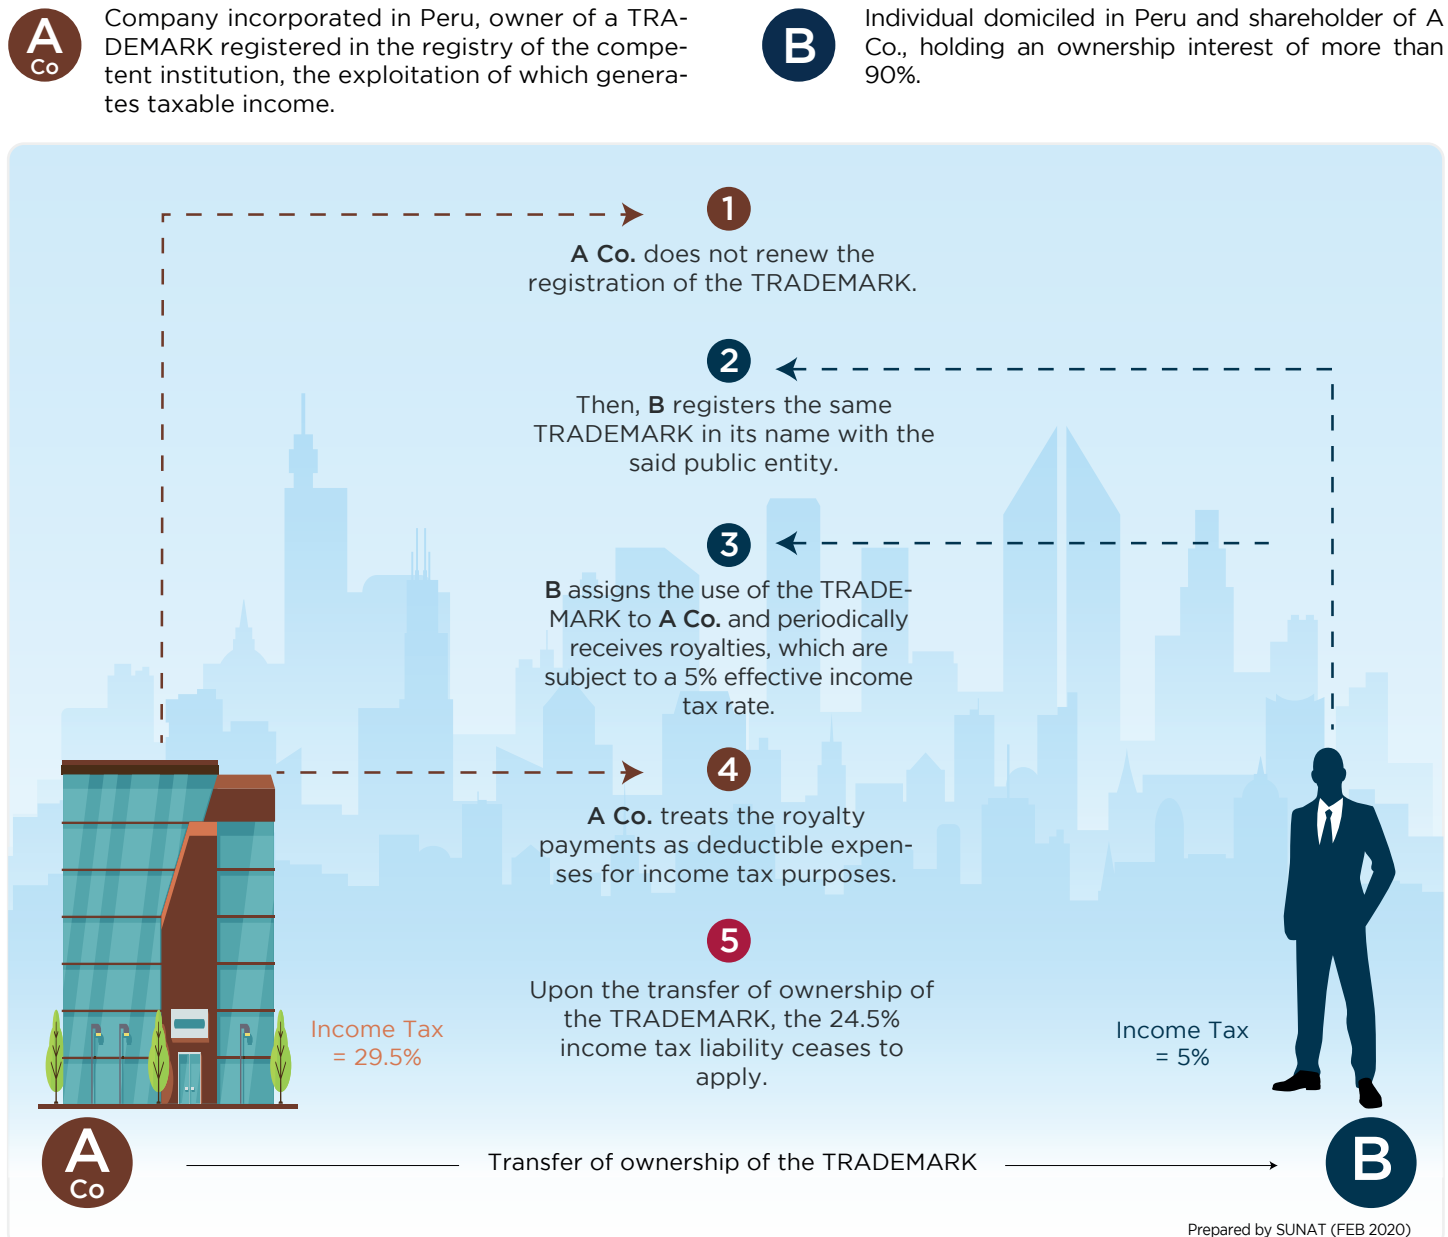 A
Co
Company incorporated in Peru, owner of a TRA-
DEMARK registered in the registry of the compe-
tent institution, the exploitation of which genera-
tes taxable income.
B
Individual domiciled in Peru and shareholder of A
Co., holding an ownership interest of more than
90%.
1
A Co. does not renew the
registration of the TRADEMARK.
2
Then, B registers the same
TRADEMARK in its name with the
said public entity.
3
B assigns the use of the TRADE-
MARK to A Co. and periodically
receives royalties, which are
subject to a 5% effective income
tax rate.
4
A Co. treats the royalty
payments as deductible expen-
ses for income tax purposes.
5
Upon the transfer of ownership of
the TRADEMARK, the 24.5%
income tax liability ceases to
apply.
Income Tax
= 29.5%
Income Tax
= 5%
A
Co
Transfer of ownership of the TRADEMARK
B
Prepared by SUNAT (FEB 2020)